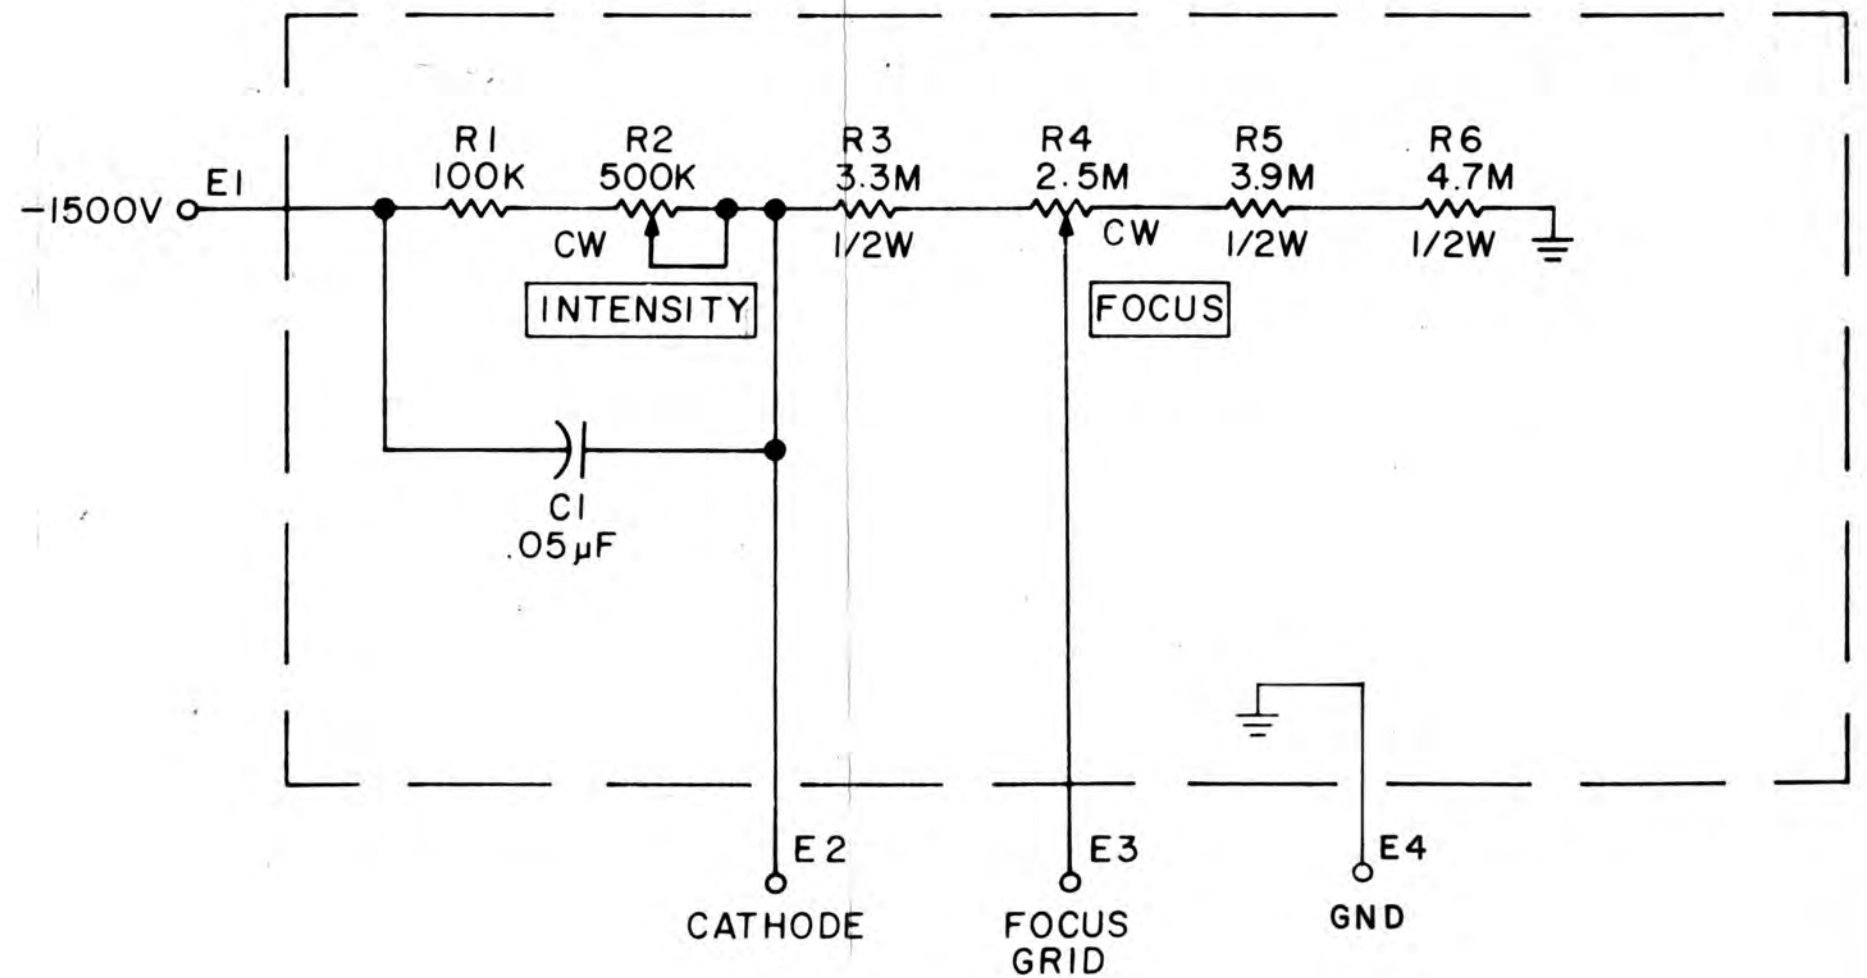 R1
100K
R2
500K
R3
3.3M
R4
2.5M
R5
3.9M
R6
4.7M
-1500V
E1
CW
1/2W
CW
1/2W
1/2W
INTENSITY
FOCUS
C1
.05µF
E2
E3
E4
CATHODE
FOCUS
GRID
GND